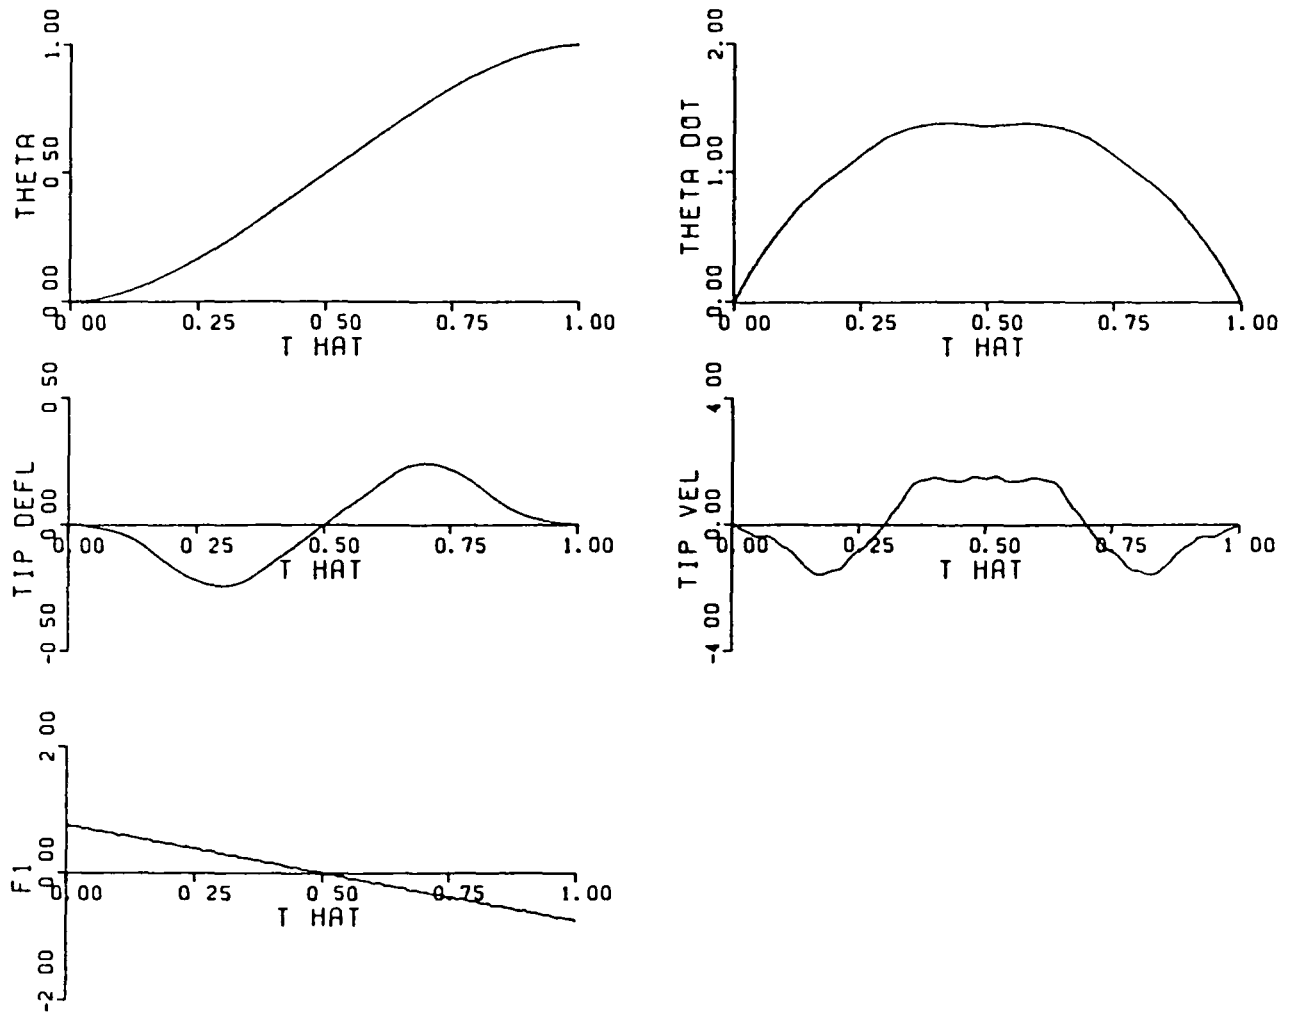 1.00
0.50
0.00
THETA
0.00 0.25 0.50 0.75 1.00
T HAT
2.00
1.00
0.00
THETA DOT
0.00 0.25 0.50 0.75 1.00
T HAT
0 50
0 00
-0 50
TIP DEFL
0.00 0.25 0.50 0.75 1.00
T HAT
4 00
0.00
-4 00
TIP VEL
0.00 0.25 0.50 0.75 1 00
T HAT
2 00
0 00
-2 00
F1
0.00 0 25 0 50 0.75 1.00
T HAT